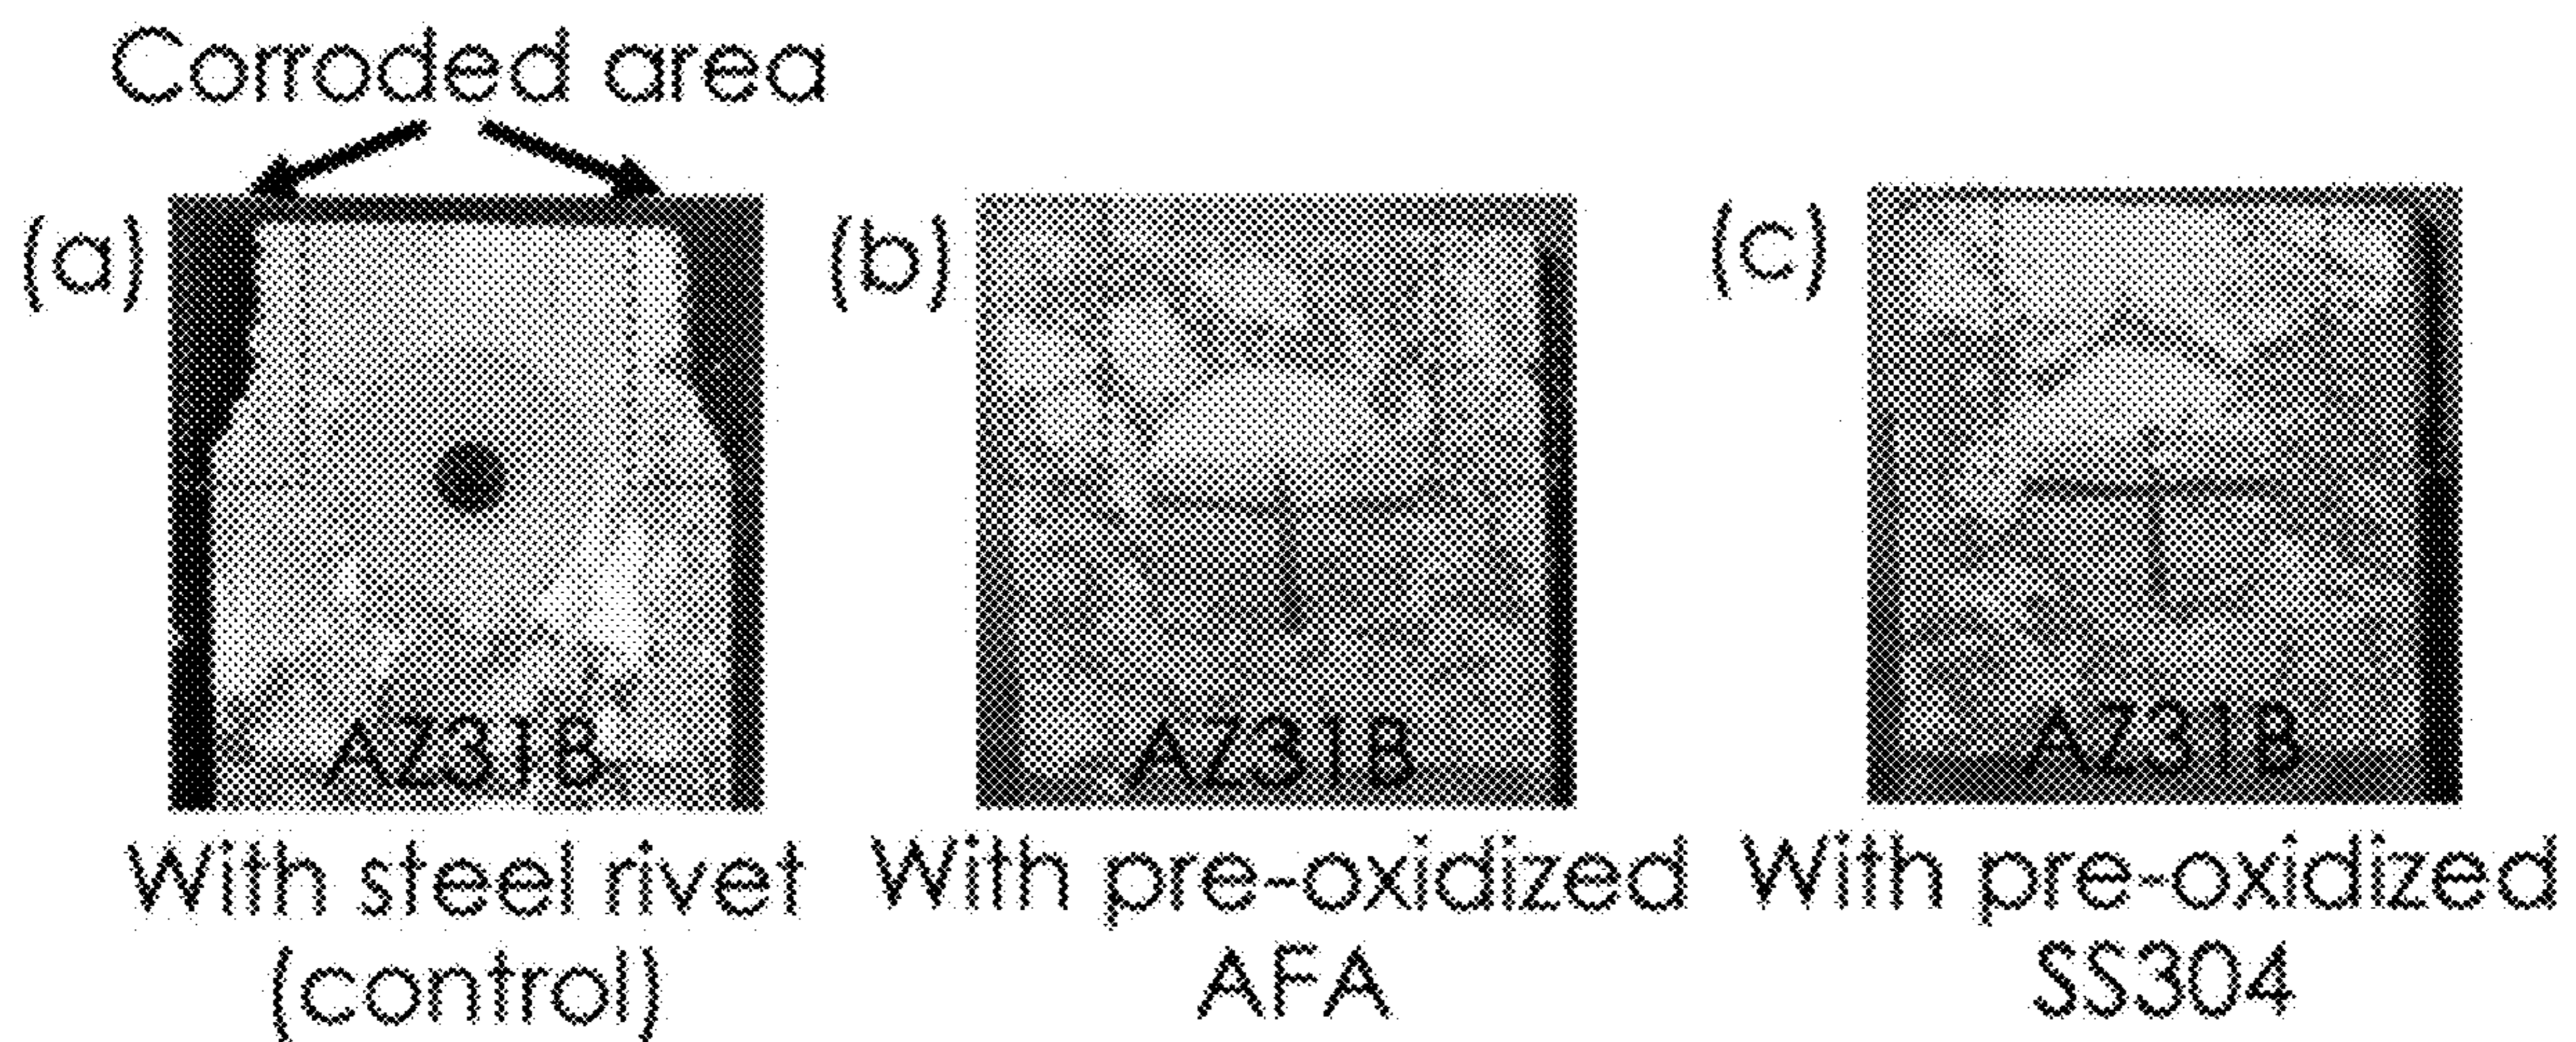 Corroded area
(a)
(b)
(c)
AZ31B
AZ31B
AZ31B
With steel rivet
(control)
With pre-oxidized
AFA
With pre-oxidized
SS304